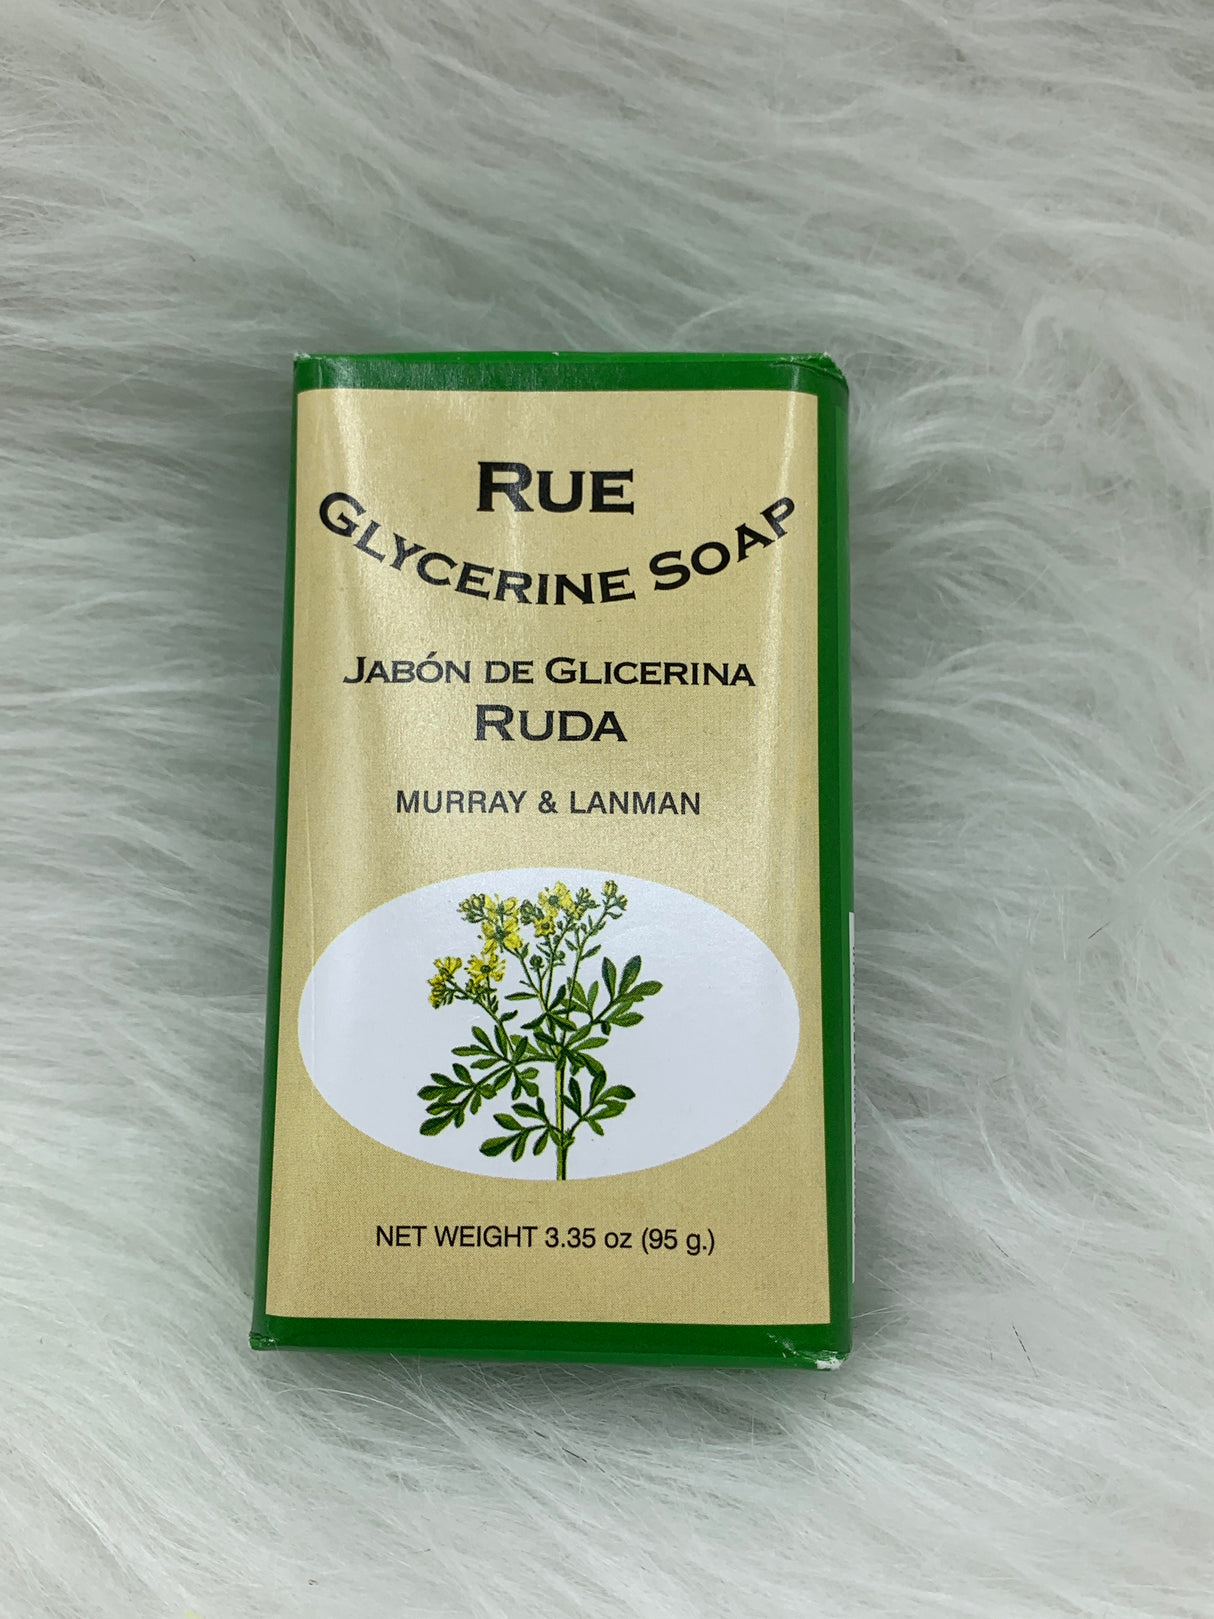 RUE
GLYCERINE SOAP
JABÓN DE GLICERINA
RUDA
MURRAY & LANMAN
NET WEIGHT 3.35 oz (95 g.)